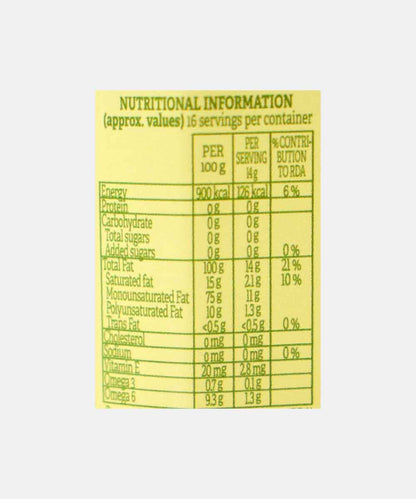 NUTRITIONAL INFORMATION
(approx. values) 16 servings per container
PER 100 g PER SERVING 14g % CONTRI-BUTION TO RDA
Energy 900 kcal 126 kcal 6 %
Protein 0 g 0 g
Carbohydrate 0 g 0 g
Total sugars 0 g 0 g
Added sugars 0 g 0 g 0 %
Total Fat 100 g 14 g 21 %
Saturated fat 15 g 2.1 g 10 %
Monounsaturated Fat 75 g 11 g
Polyunsaturated Fat 10 g 1.3 g
Trans Fat <0.5 g <0.5 g 0 %
Cholesterol 0 mg 0 mg
Sodium 0 mg 0 mg 0 %
Vitamin E 20 mg 2.8 mg
Omega 3 0.7 g 0.1 g
Omega 6 9.3 g 1.3 g